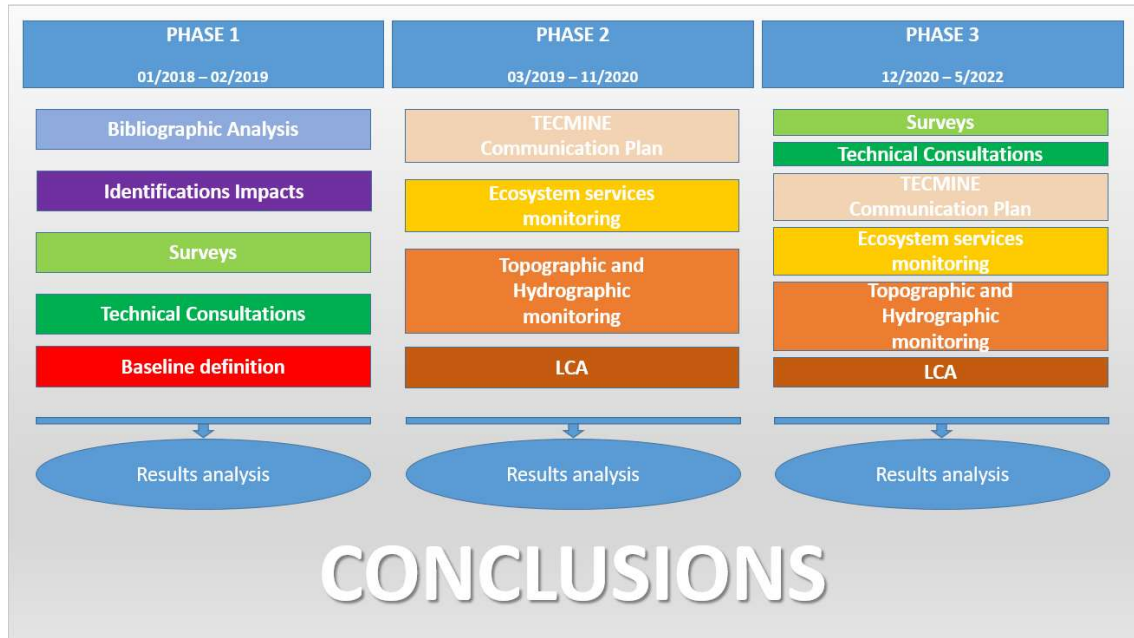 PHASE 1
01/2018 – 02/2019
Bibliographic Analysis
Identifications Impacts
Surveys
Technical Consultations
Baseline definition
Results analysis
PHASE 2
03/2019 – 11/2020
TECMINE
Communication Plan
Ecosystem services
monitoring
Topographic and
Hydrographic
monitoring
LCA
Results analysis
PHASE 3
12/2020 – 5/2022
Surveys
Technical Consultations
TECMINE
Communication Plan
Ecosystem services
monitoring
Topographic and
Hydrographic
monitoring
LCA
Results analysis
CONCLUSIONS